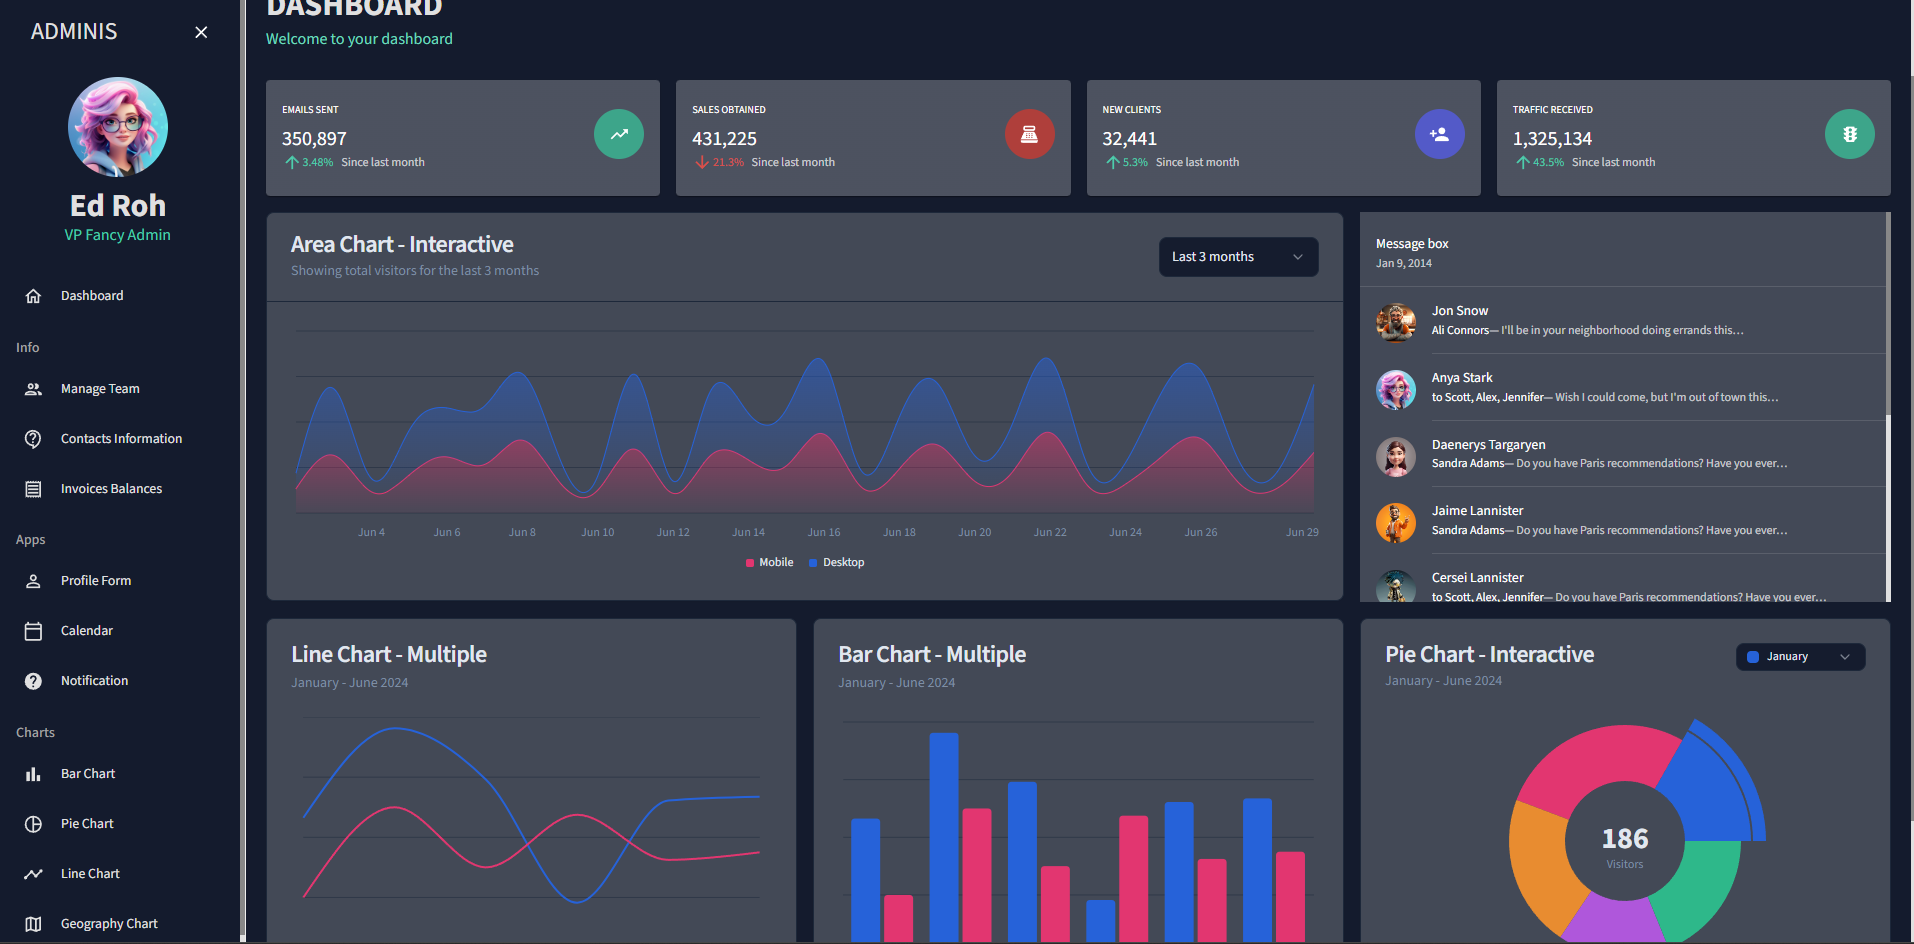 ADMINIS
Ed Roh
VP Fancy Admin
Dashboard
Info
Manage Team
Contacts Information
Invoices Balances
Apps
Profile Form
Calendar
Notification
Charts
Bar Chart
Pie Chart
Line Chart
Geography Chart
DASHBOARD
Welcome to your dashboard
EMAILS SENT
350,897
3.48% Since last month
SALES OBTAINED
431,225
21.3% Since last month
NEW CLIENTS
32,441
5.3% Since last month
TRAFFIC RECEIVED
1,325,134
43.5% Since last month
Area Chart - Interactive
Showing total visitors for the last 3 months
Last 3 months
Jun 4 Jun 6 Jun 8 Jun 10 Jun 12 Jun 14 Jun 16 Jun 18 Jun 20 Jun 22 Jun 24 Jun 26 Jun 29
Mobile Desktop
Message box
Jan 9, 2014
Jon Snow
Ali Connors— I'll be in your neighborhood doing errands this…
Anya Stark
to Scott, Alex, Jennifer— Wish I could come, but I'm out of town this…
Daenerys Targaryen
Sandra Adams— Do you have Paris recommendations? Have you ever…
Jaime Lannister
Sandra Adams— Do you have Paris recommendations? Have you ever…
Cersei Lannister
to Scott, Alex, Jennifer— Do you have Paris recommendations? Have you ever…
Line Chart - Multiple
January - June 2024
Bar Chart - Multiple
January - June 2024
Pie Chart - Interactive
January - June 2024
January
186
Visitors